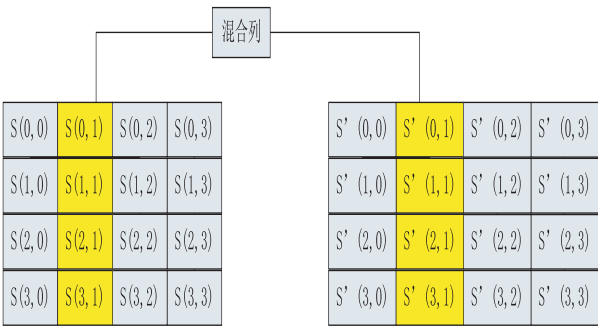 混合列
S(0,0) S(0,1) S(0,2) S(0,3) S’(0,0) S’(0,1) S’(0,2) S’(0,3)
S(1,0) S(1,1) S(1,2) S(1,3) S’(1,0) S’(1,1) S’(1,2) S’(1,3)
S(2,0) S(2,1) S(2,2) S(2,3) S’(2,0) S’(2,1) S’(2,2) S’(2,3)
S(3,0) S(3,1) S(3,2) S(3,3) S’(3,0) S’(3,1) S’(3,2) S’(3,3)